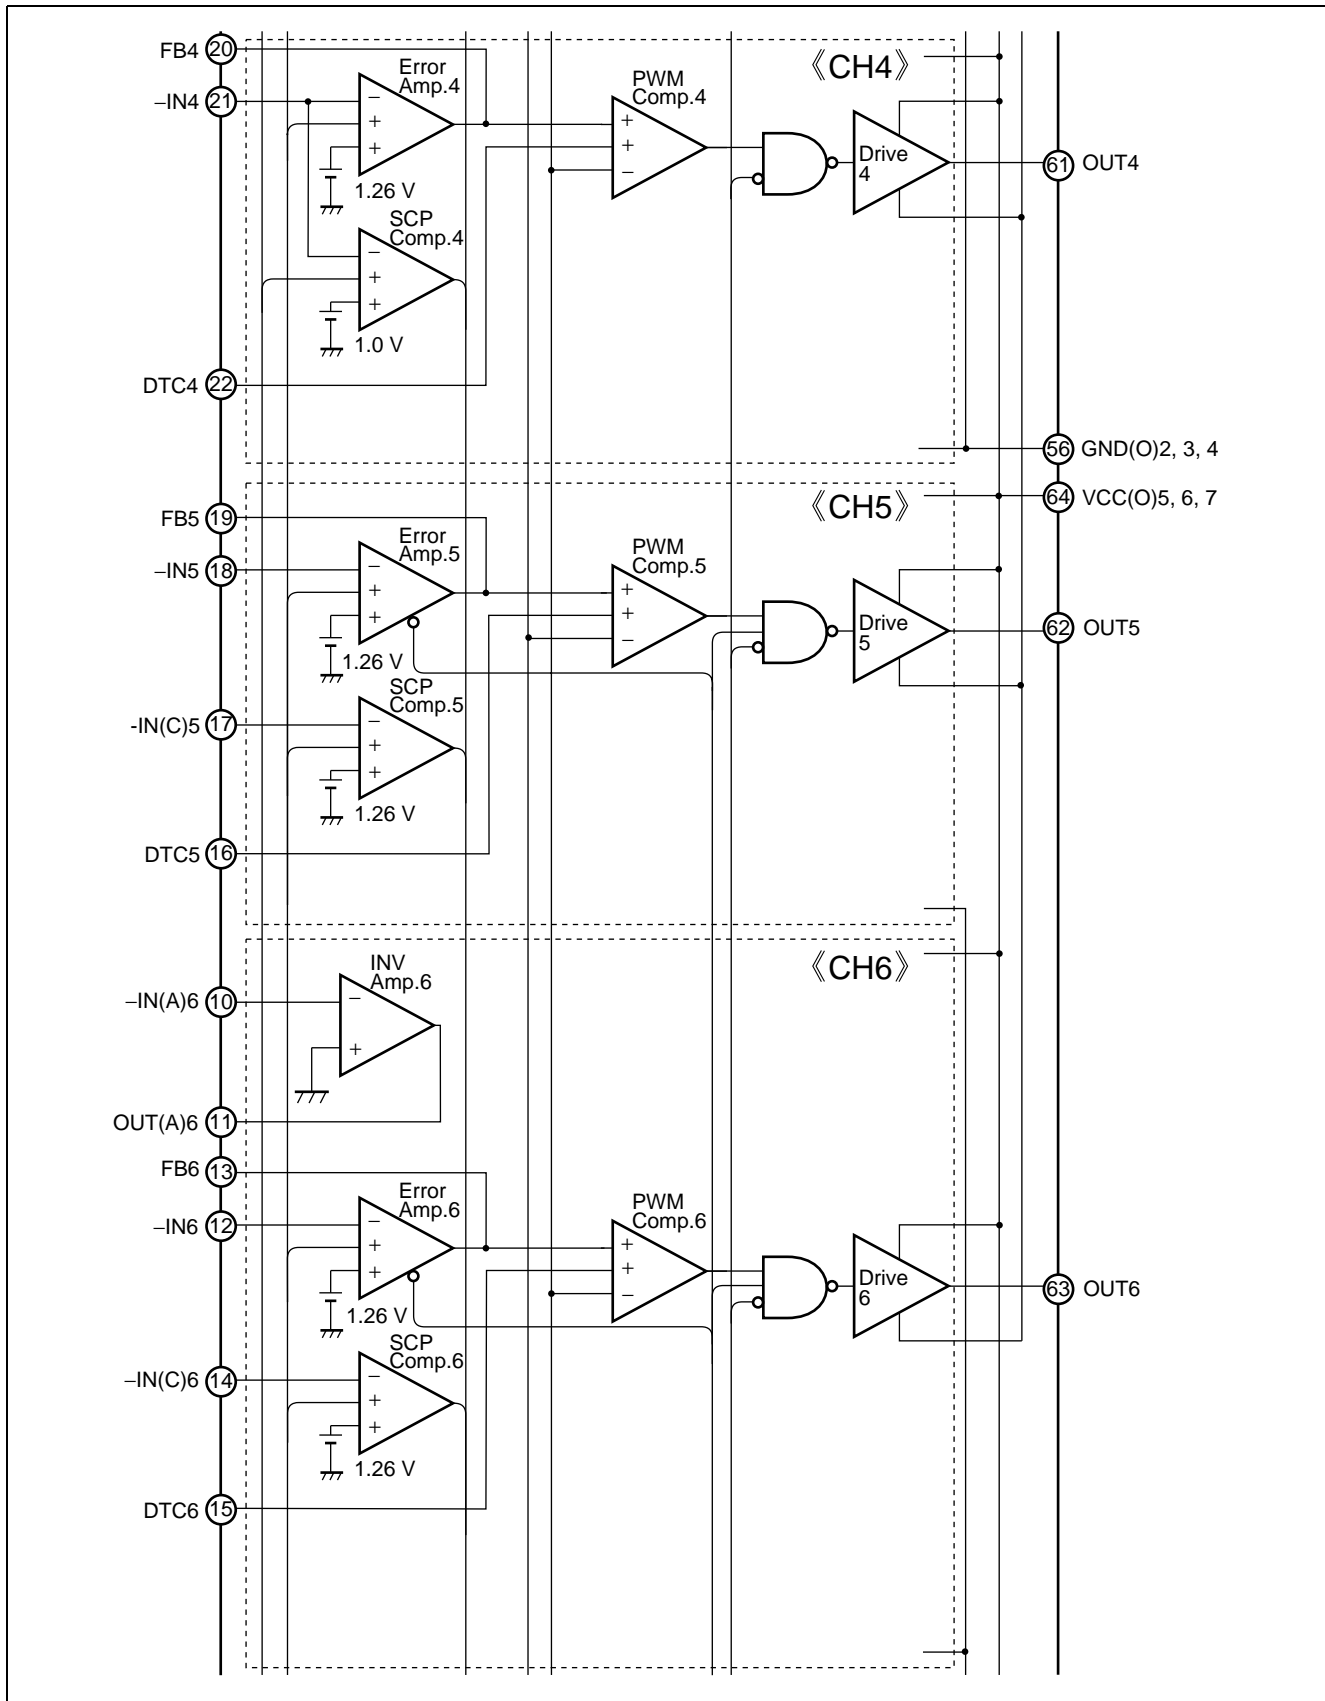 FB4 20
《CH4》
Error
Amp.4
PWM
Comp.4
–IN4 21
−
+
+
1.26 V
+
+
−
Drive
4
61 OUT4
SCP
Comp.4
−
+
+
1.0 V
DTC4 22
56 GND(O)2, 3, 4
64 VCC(O)5, 6, 7
《CH5》
FB5 19
Error
Amp.5
PWM
Comp.5
–IN5 18
−
+
+
1.26 V
+
+
−
Drive
5
62 OUT5
SCP
Comp.5
-IN(C)5 17
−
+
+
1.26 V
DTC5 16
《CH6》
INV
Amp.6
–IN(A)6 10
−
+
OUT(A)6 11
FB6 13
Error
Amp.6
PWM
Comp.6
–IN6 12
−
+
+
1.26 V
+
+
−
Drive
6
63 OUT6
SCP
Comp.6
–IN(C)6 14
−
+
+
1.26 V
DTC6 15